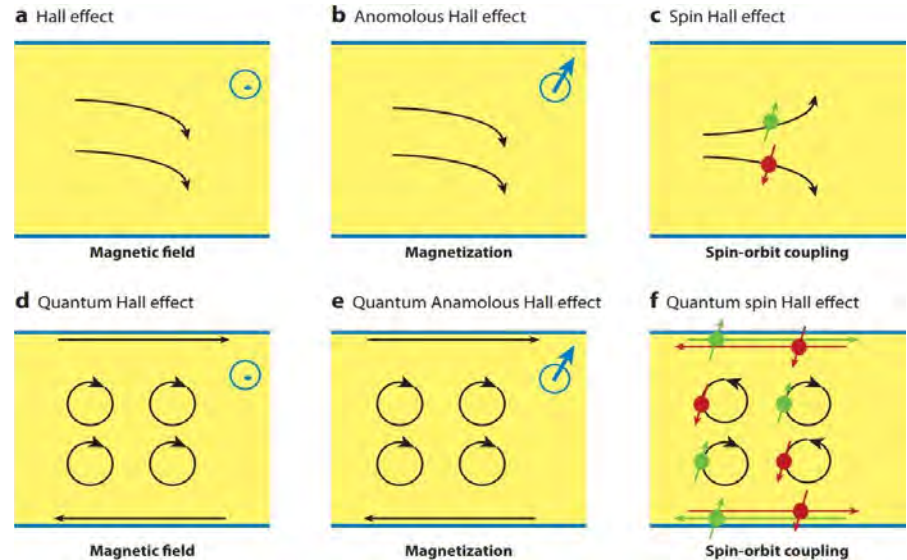 a Hall effect
b Anomolous Hall effect
c Spin Hall effect
Magnetic field
Magnetization
Spin-orbit coupling
d Quantum Hall effect
e Quantum Anamolous Hall effect
f Quantum spin Hall effect
Magnetic field
Magnetization
Spin-orbit coupling